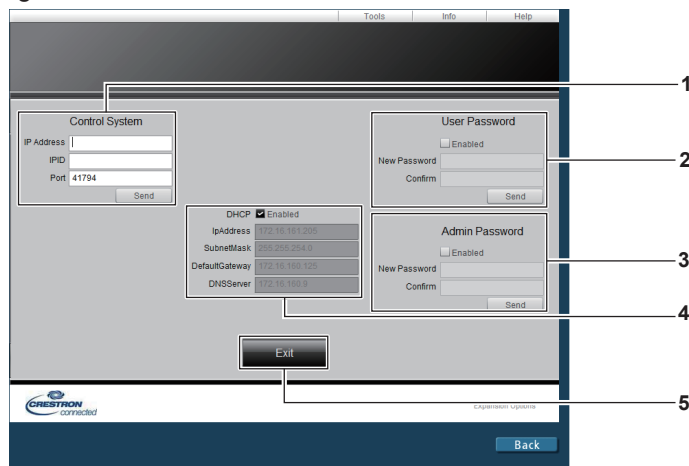 Tools Info Help
1
Control System
IP Address
IPID
Port 41794
Send
User Password
Enabled
New Password
Confirm
Send
2
DHCP Enabled
IpAddress 172.16.161.205
SubnetMask 255.255.254.0
DefaultGateway 172.16.160.125
DNSServer 172.16.160.9
Admin Password
Enabled
New Password
Confirm
Send
3
4
Exit
5
CRESTRON
connected
Expansion Options
Back